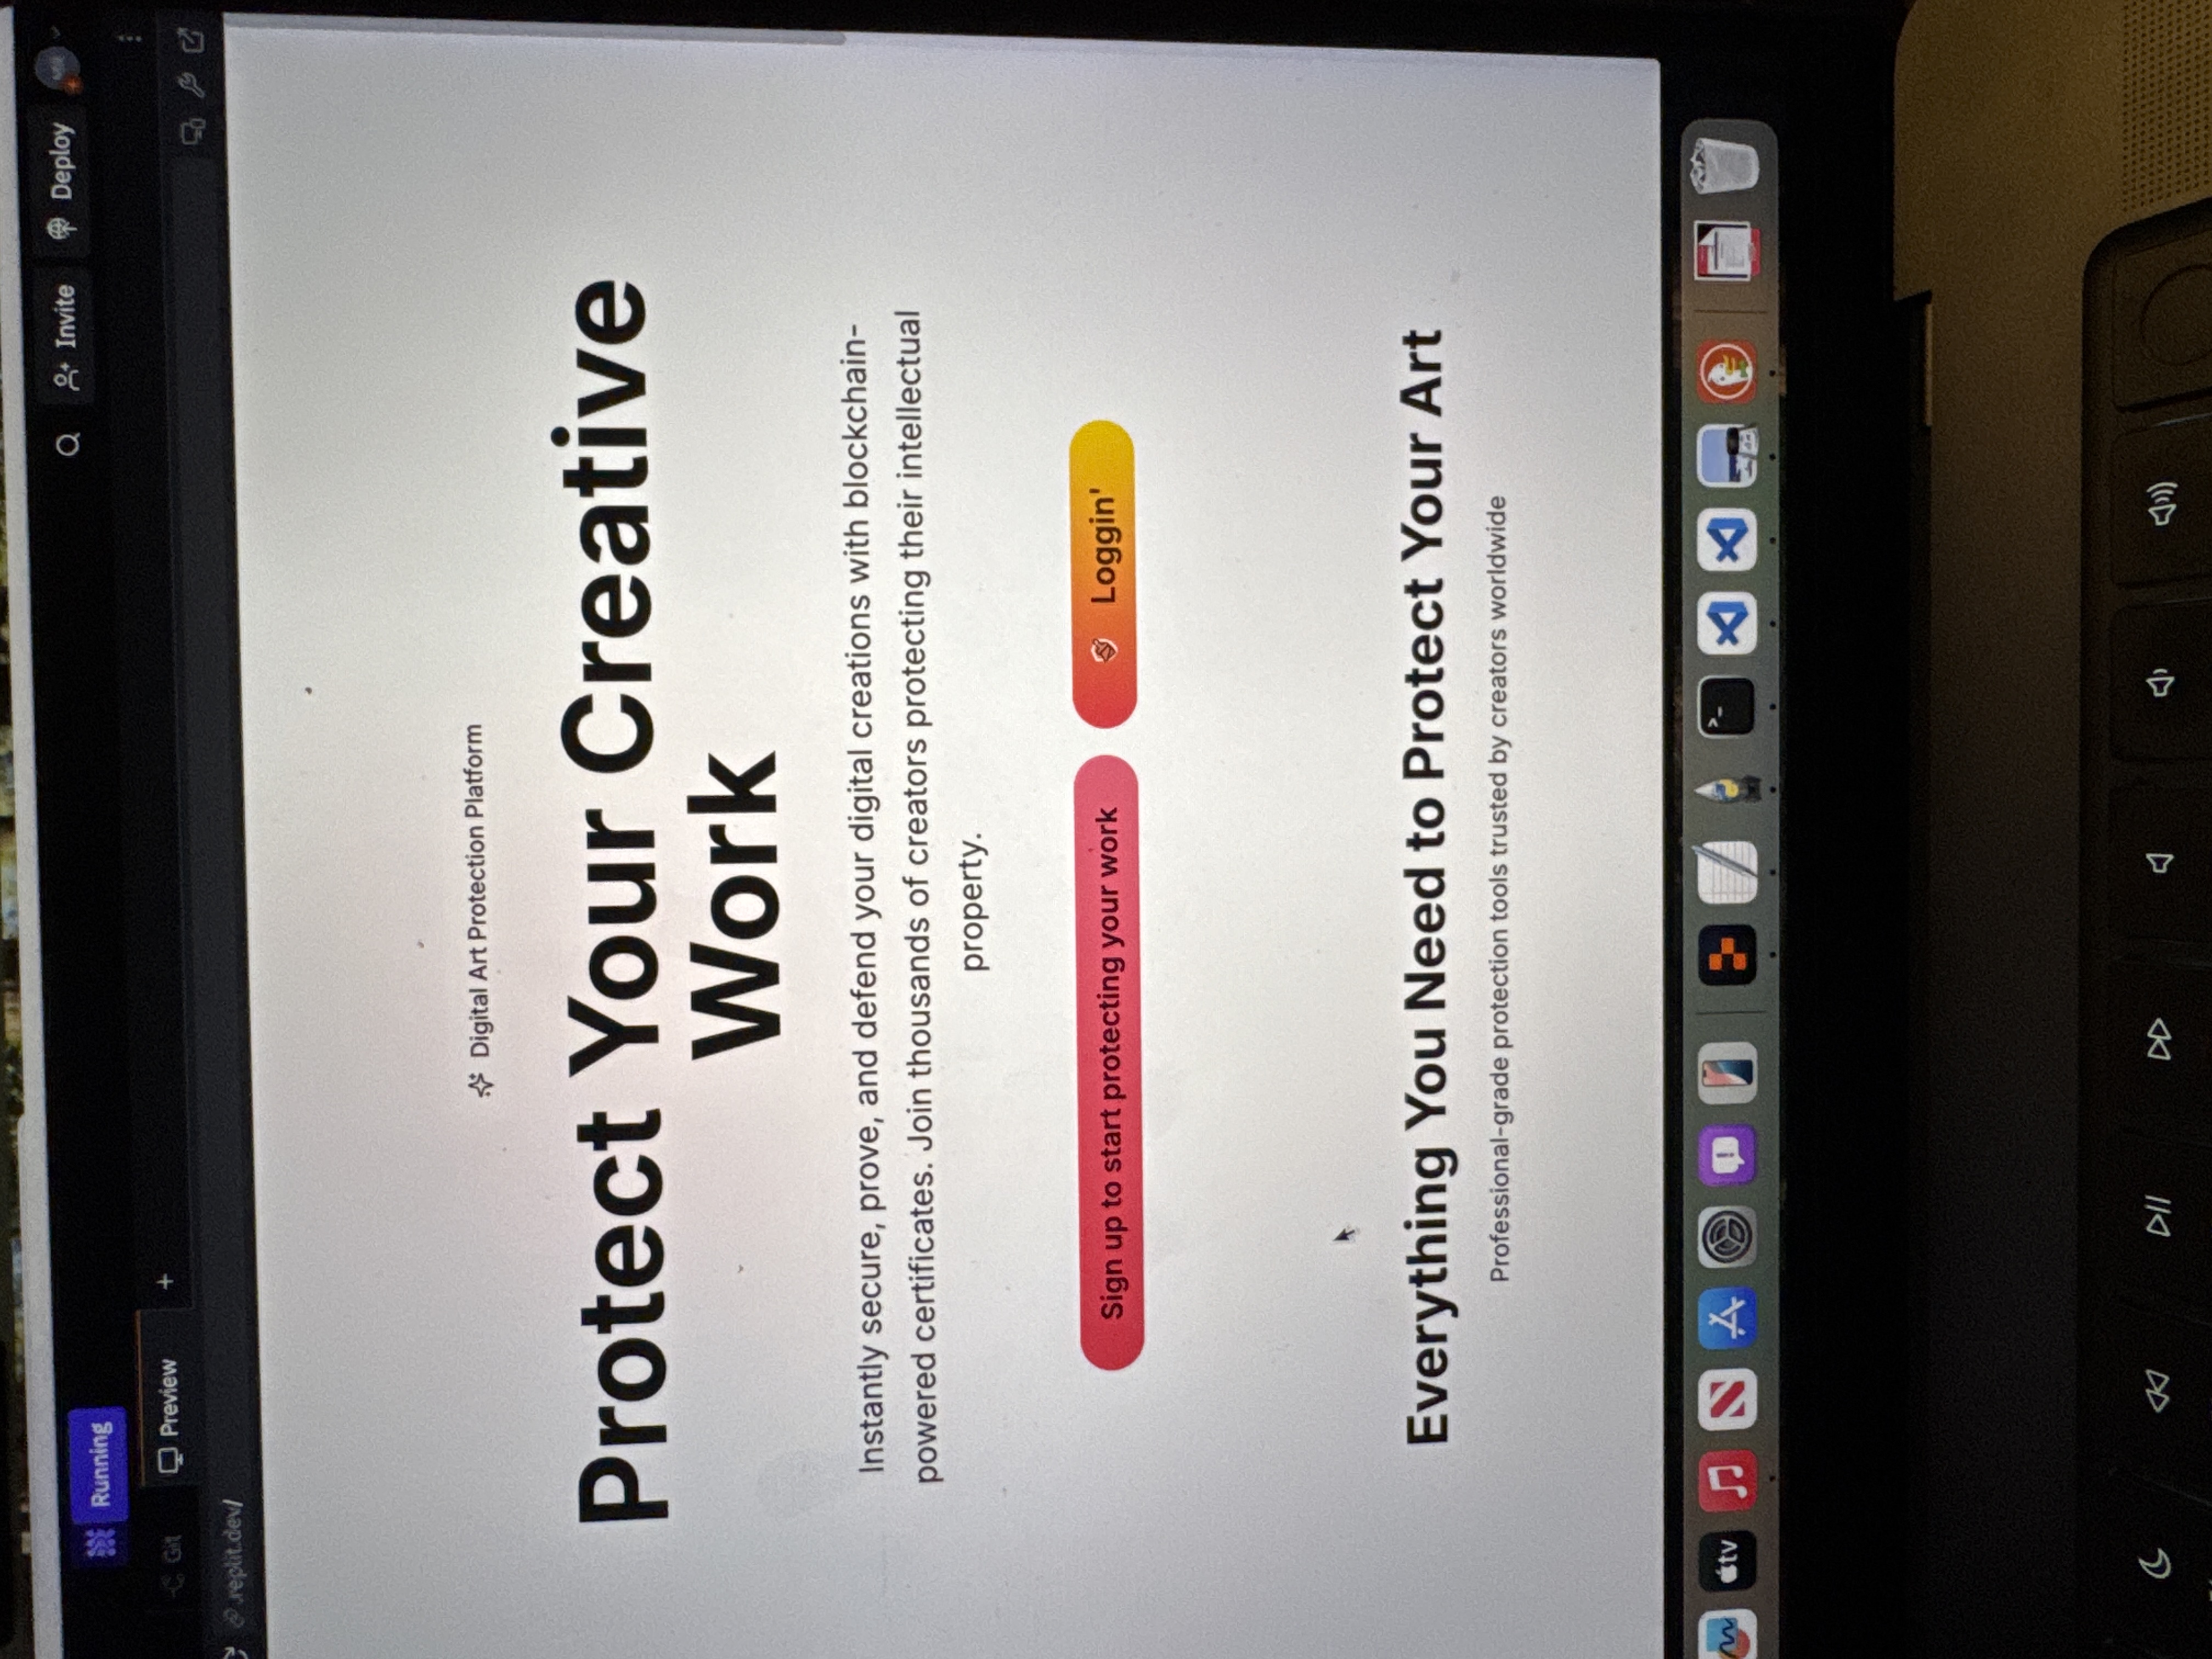 Running
Invite
Deploy
Git
Preview
+
.replit.dev/
Digital Art Protection Platform
Protect Your Creative
Work
Instantly secure, prove, and defend your digital creations with blockchain-
powered certificates. Join thousands of creators protecting their intellectual
property.
Sign up to start protecting your work
Loggin'
Everything You Need to Protect Your Art
Professional-grade protection tools trusted by creators worldwide
tv